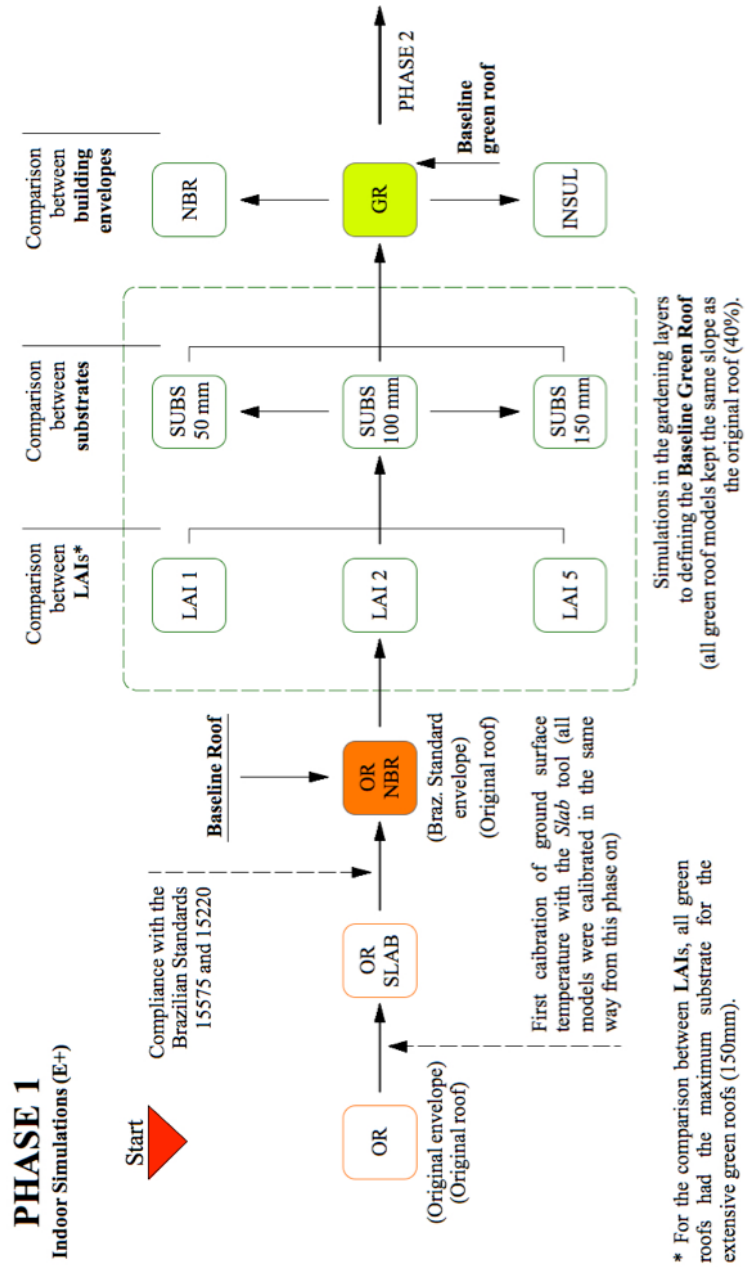 PHASE 1
Indoor Simulations (E+)
Start
OR
(Original envelope)
(Original roof)
OR
SLAB
First caibration of ground surface
temperature with the Slab tool (all
models were calibrated in the same
way from this phase on)
Compliance with the
Brazilian Standards
15575 and 15220
Baseline Roof
OR
NBR
(Braz. Standard
envelope)
(Original roof)
Comparison
between
LAIs*
LAI 1
LAI 2
LAI 5
Comparison
between
substrates
SUBS
50 mm
SUBS
100 mm
SUBS
150 mm
Simulations in the gardening layers
to defining the Baseline Green Roof
(all green roof models kept the same slope as
the original roof (40%).
Comparison
between
building
envelopes
NBR
GR
INSUL
Baseline
green roof
PHASE 2
* For the comparison between LAIs, all green
roofs had the maximum substrate for the
extensive green roofs (150mm).